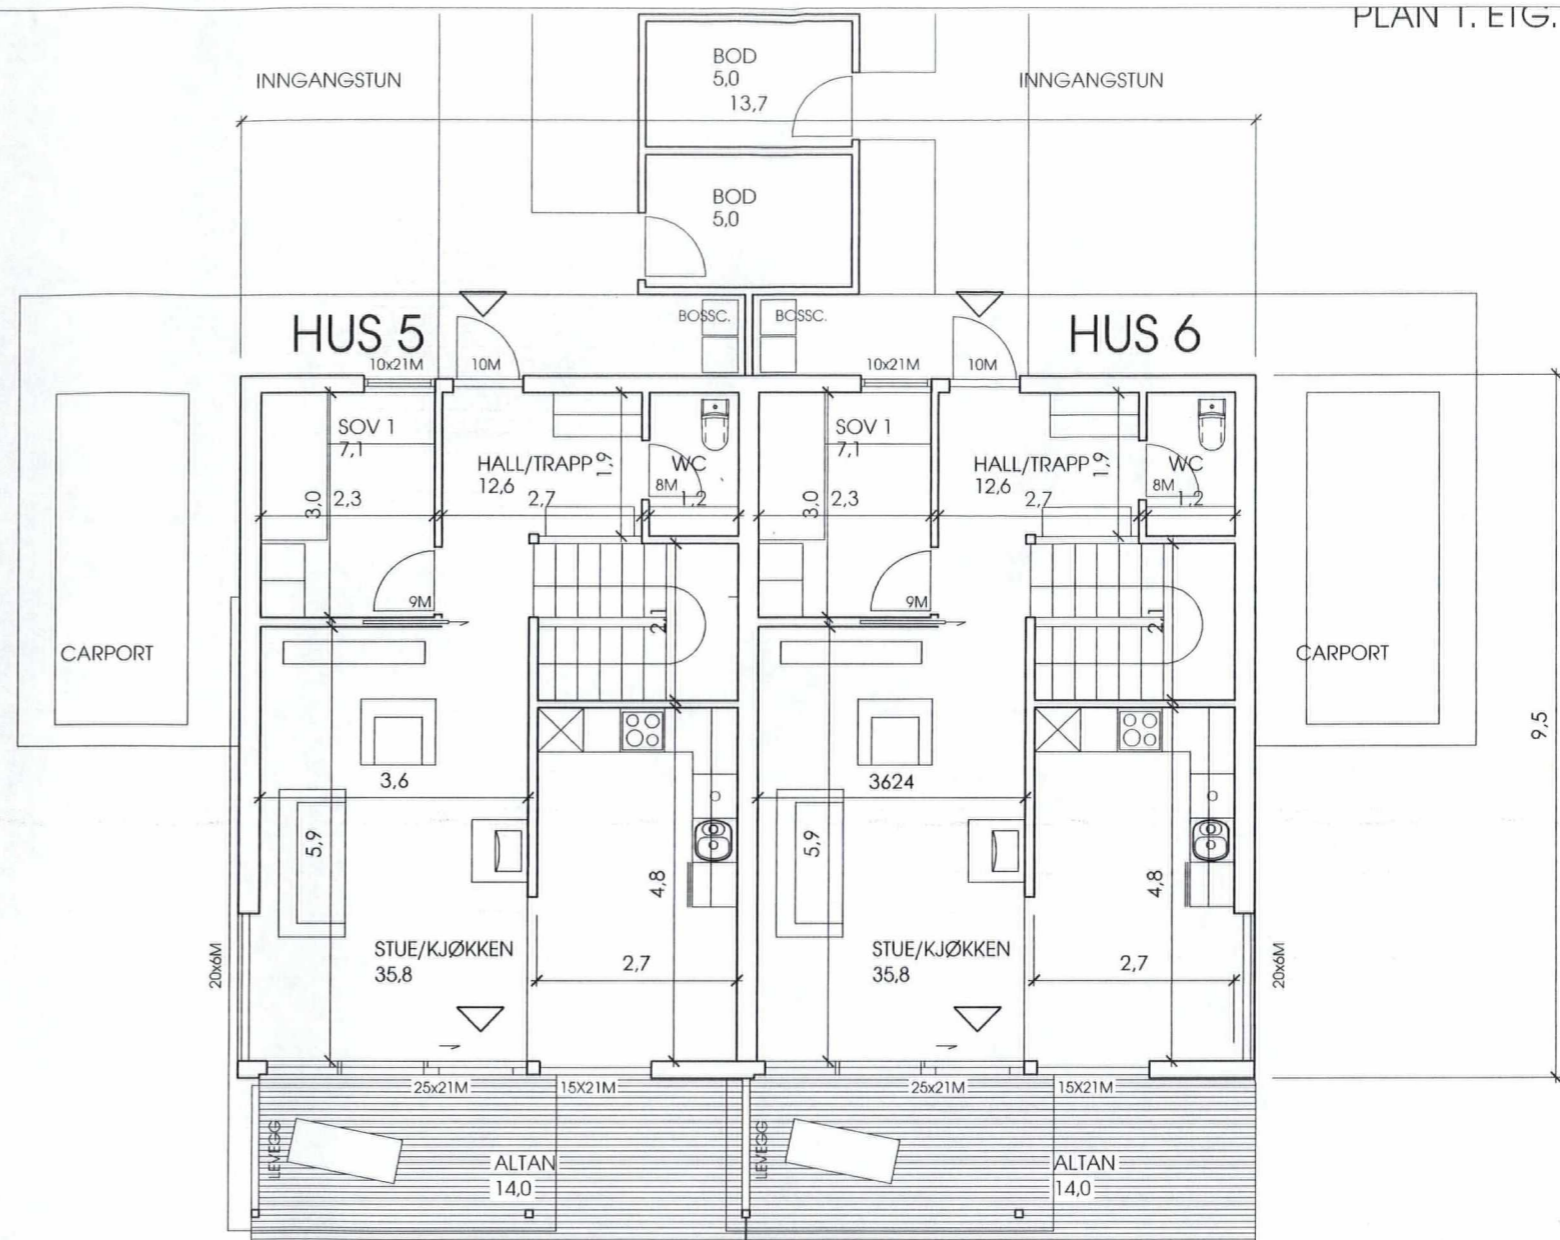 PLAN 1. ETG.
INNGANGSTUN
BOD
5,0
13,7
INNGANGSTUN
BOD
5,0
HUS 5
BOSSC.
BOSSC.
HUS 6
10x21M
10M
10x21M
10M
SOV 1
7,1
HALL/TRAPP
12,6
1,9
WC
8M
1,2
3,0
2,3
2,7
SOV 1
7,1
HALL/TRAPP
12,6
1,9
WC
8M
1,2
3,0
2,3
2,7
9M
2,1
9M
2,1
CARPORT
CARPORT
9,5
3,6
3624
5,9
4,8
5,9
4,8
STUE/KJØKKEN
35,8
2,7
STUE/KJØKKEN
35,8
2,7
20x6M
20x6M
25x21M
15X21M
25x21M
15X21M
LEVEGG
ALTAN
14,0
LEVEGG
ALTAN
14,0